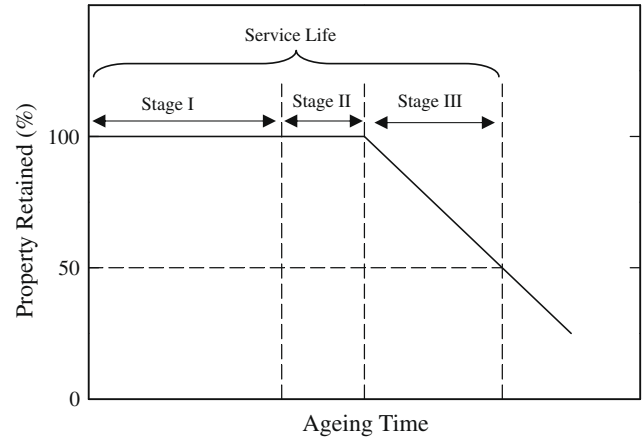 Service Life
Stage I
Stage II
Stage III
100
50
0
Property Retained (%)
Ageing Time